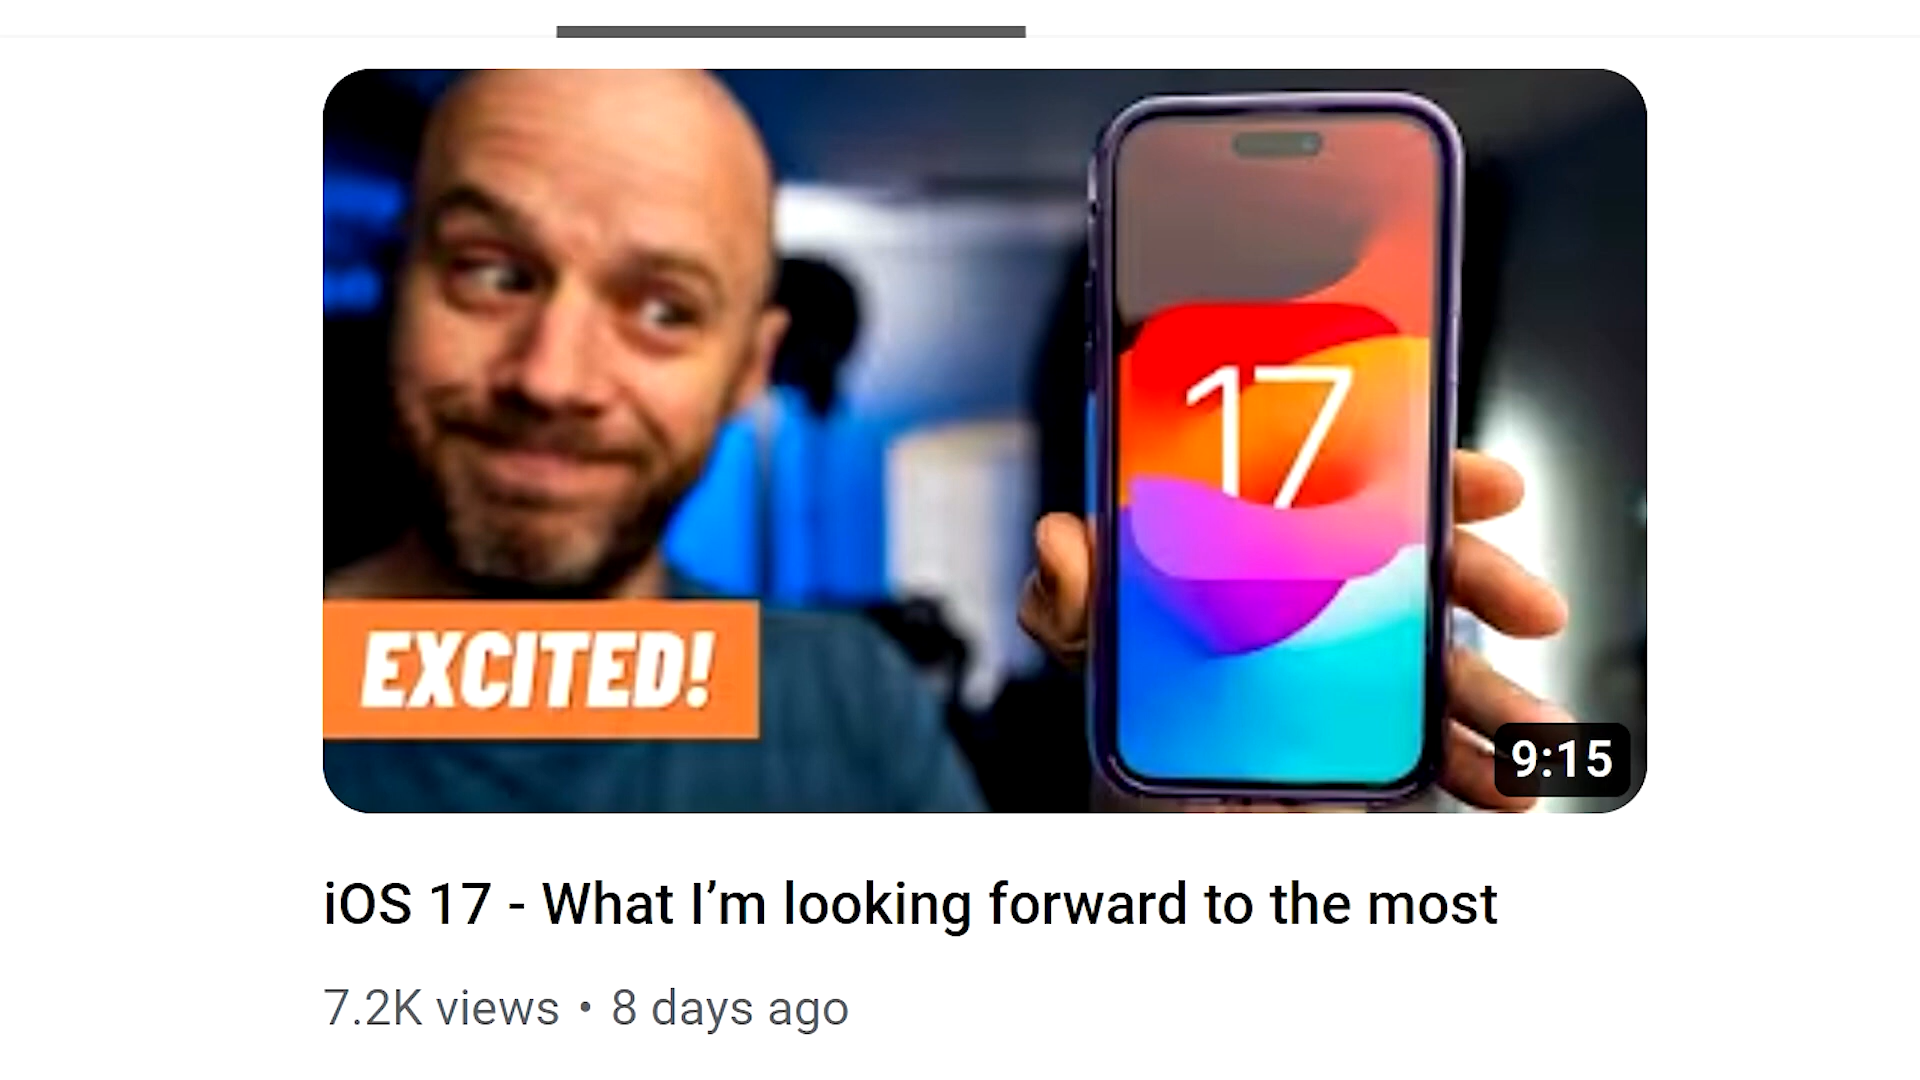 17
EXCITED!
9:15
iOS 17 - What I’m looking forward to the most
7.2K views • 8 days ago